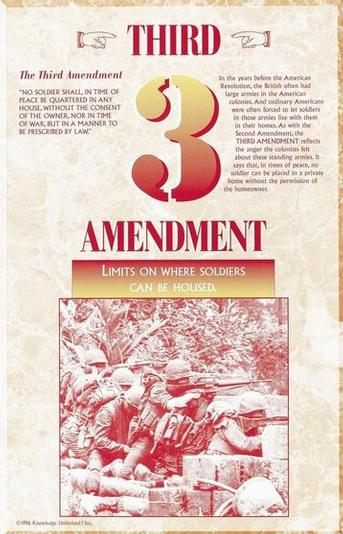 THIRD
The Third Amendment
"NO SOLDIER SHALL, IN TIME OF
PEACE BE QUARTERED IN ANY
HOUSE, WITHOUT THE CONSENT
OF THE OWNER. NOR IN TIME
OF WAR, BUT IN A MANNER TO
BE PRESCRIBED BY LAW."
3
In the years before the American
Revolution, the British often had
large armies in the American
colonies. And ordinary Americans
were often forced to let soldiers
in those armies live with them
in their homes. As with the
Second Amendment, the
THIRD AMENDMENT reflects
the anger the colonists felt
about these standing armies. It
says that, in times of peace, no
soldier can be placed in a private
home without the permission of
the homeowner.
AMENDMENT
LIMITS ON WHERE SOLDIERS
CAN BE HOUSED.
©1996 Knowledge Unlimited® Inc.